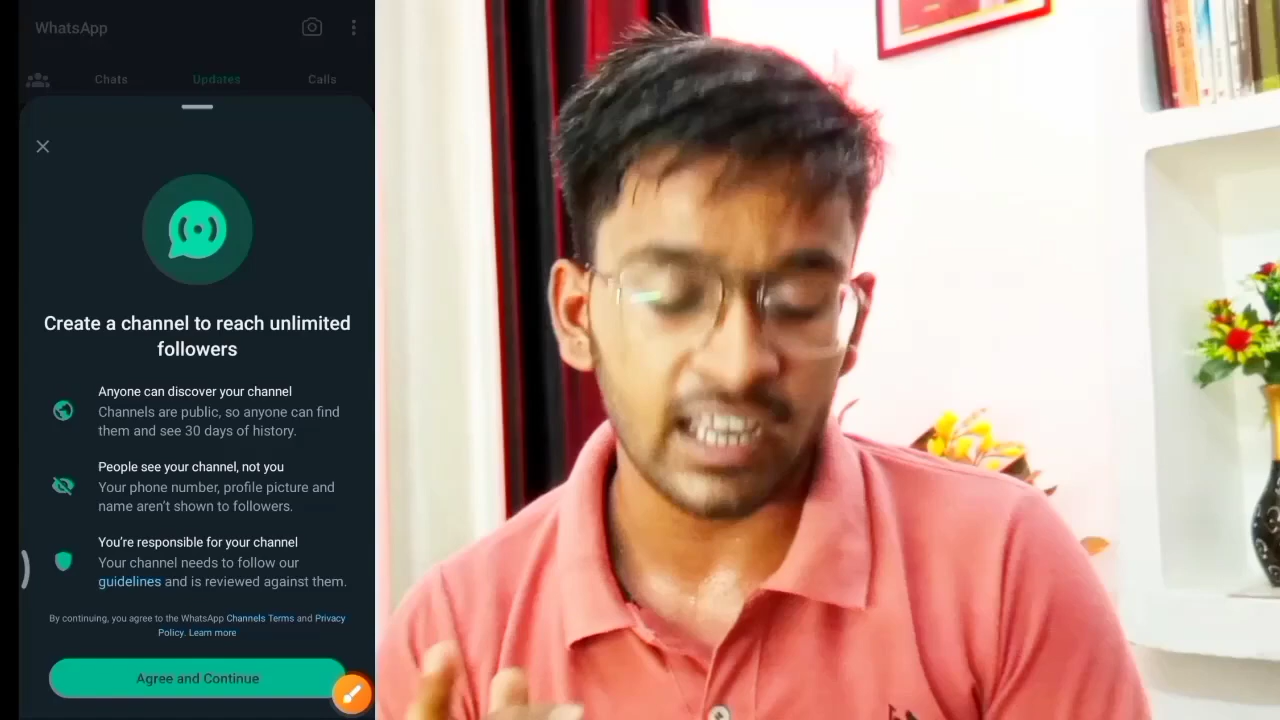 WhatsApp
Chats
Updates
Calls
Create a channel to reach unlimited
followers
Anyone can discover your channel
Channels are public, so anyone can find
them and see 30 days of history.
People see your channel, not you
Your phone number, profile picture and
name aren’t shown to followers.
You’re responsible for your channel
Your channel needs to follow our
guidelines and is reviewed against them.
By continuing, you agree to the WhatsApp Channels Terms and Privacy
Policy. Learn more
Agree and Continue